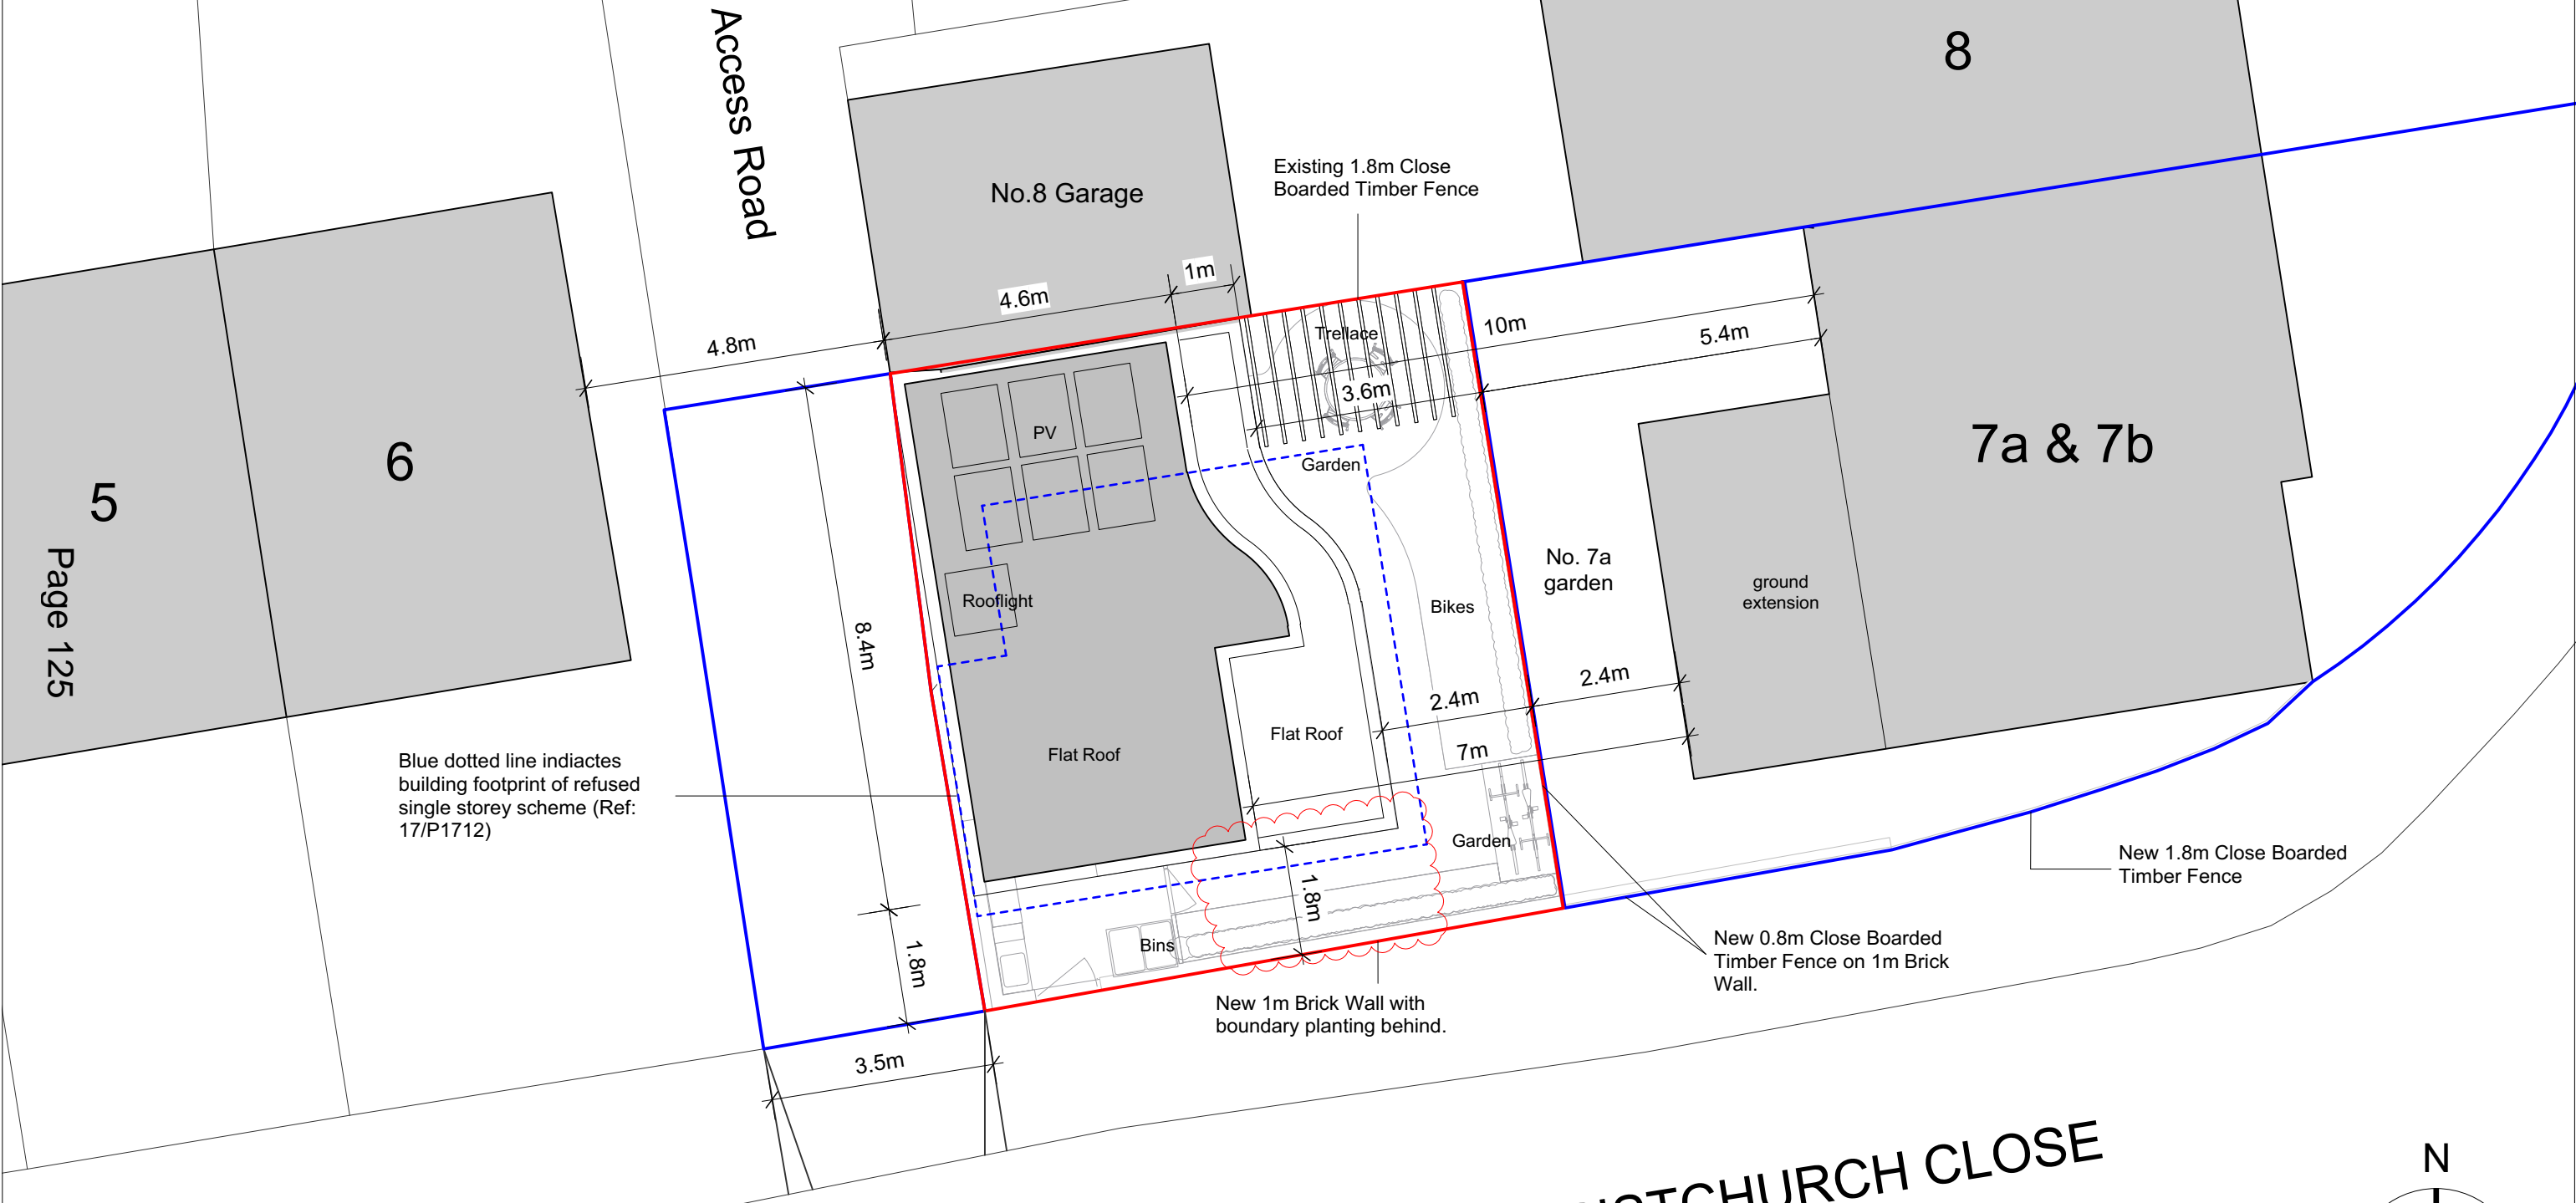 Access Road
8
No.8 Garage
Existing 1.8m Close
Boarded Timber Fence
1m
4.6m
4.8m
Trellace
10m
5.4m
3.6m
PV
Garden
6
5
7a & 7b
Page 125
No. 7a
garden
ground
extension
Rooflight
Bikes
8.4m
2.4m
2.4m
Flat Roof
Flat Roof
7m
Blue dotted line indiactes
building footprint of refused
single storey scheme (Ref:
17/P1712)
Garden
New 1.8m Close Boarded
Timber Fence
1.8m
Bins
1.8m
New 0.8m Close Boarded
Timber Fence on 1m Brick
Wall.
New 1m Brick Wall with
boundary planting behind.
3.5m
CHURCH CLOSE
N